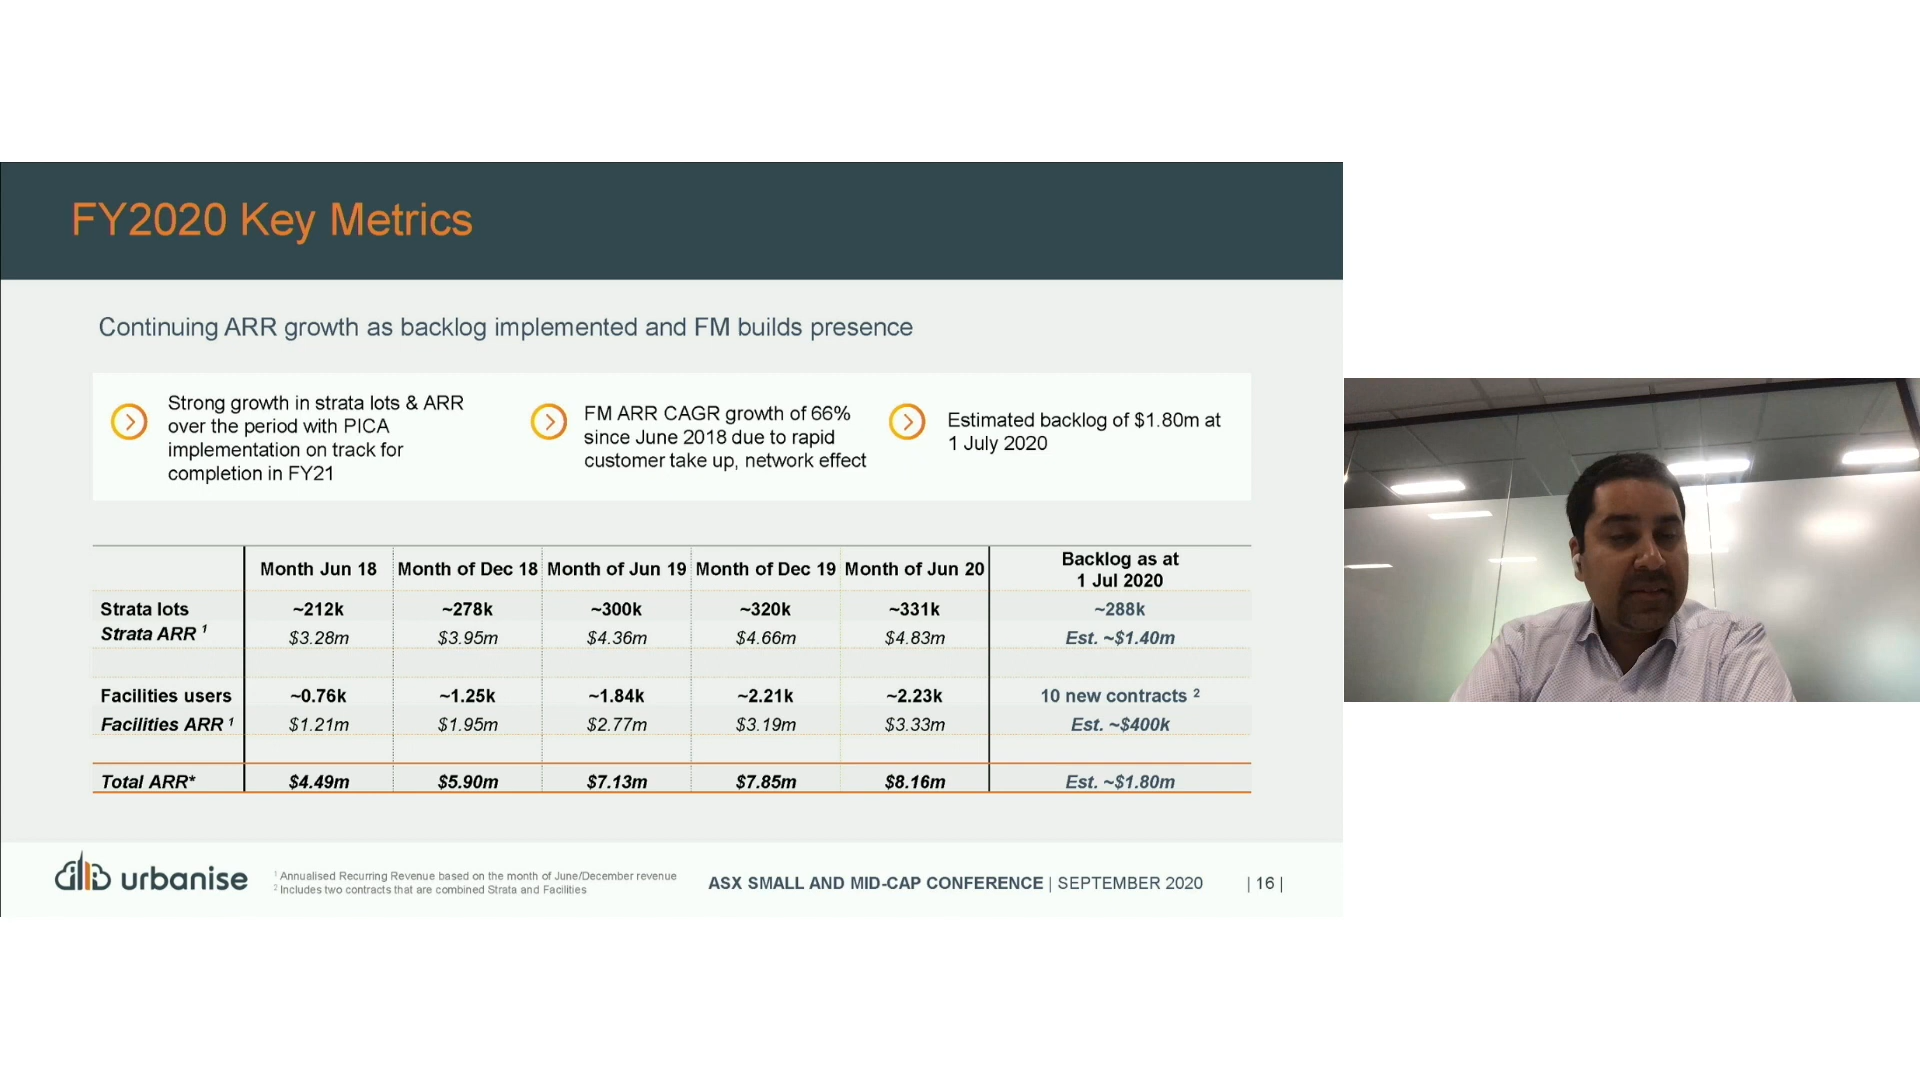 FY2020 Key Metrics
Continuing ARR growth as backlog implemented and FM builds presence
Strong growth in strata lots & ARR
over the period with PICA
implementation on track for
completion in FY21
FM ARR CAGR growth of 66%
since June 2018 due to rapid
customer take up, network effect
Estimated backlog of $1.80m at
1 July 2020
Month Jun 18 Month of Dec 18 Month of Jun 19 Month of Dec 19 Month of Jun 20 Backlog as at
1 Jul 2020
Strata lots ~212k ~278k ~300k ~320k ~331k ~288k
Strata ARR ¹ $3.28m $3.95m $4.36m $4.66m $4.83m Est. ~$1.40m
Facilities users ~0.76k ~1.25k ~1.84k ~2.21k ~2.23k 10 new contracts ²
Facilities ARR ¹ $1.21m $1.95m $2.77m $3.19m $3.33m Est. ~$400k
Total ARR* $4.49m $5.90m $7.13m $7.85m $8.16m Est. ~$1.80m
urbanise
¹ Annualised Recurring Revenue based on the month of June/December revenue
² Includes two contracts that are combined Strata and Facilities
ASX SMALL AND MID-CAP CONFERENCE | SEPTEMBER 2020 | 16 |